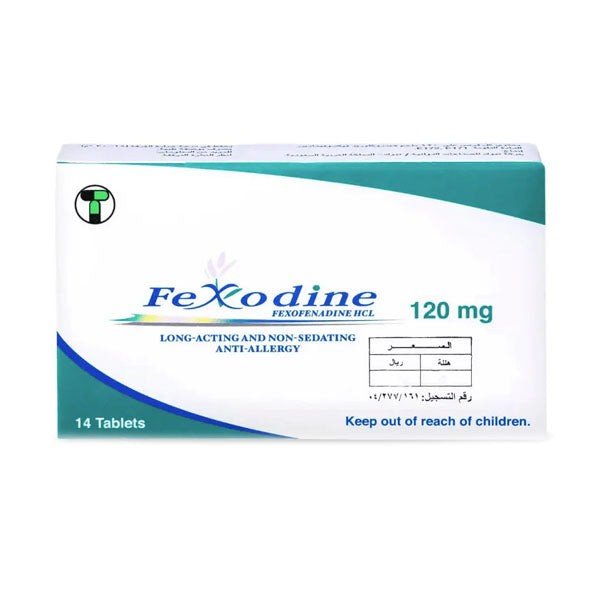 FeXodine
FEXOFENADINE HCL
120 mg
LONG-ACTING AND NON-SEDATING
ANTI-ALLERGY
السعر
هللة ريال
رقم التسجيل: ٠٤/٢٧٧/١٦١
14 Tablets
Keep out of reach of children.